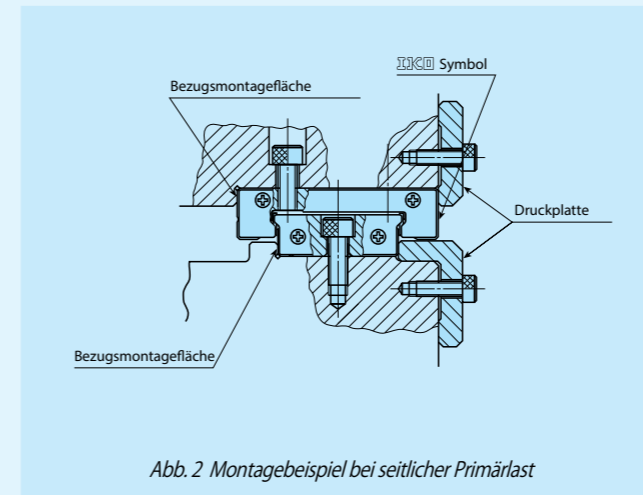 IKO Symbol
Bezugsmontagefläche
Druckplatte
Bezugsmontagefläche
Abb. 2 Montagebeispiel bei seitlicher Primärlast